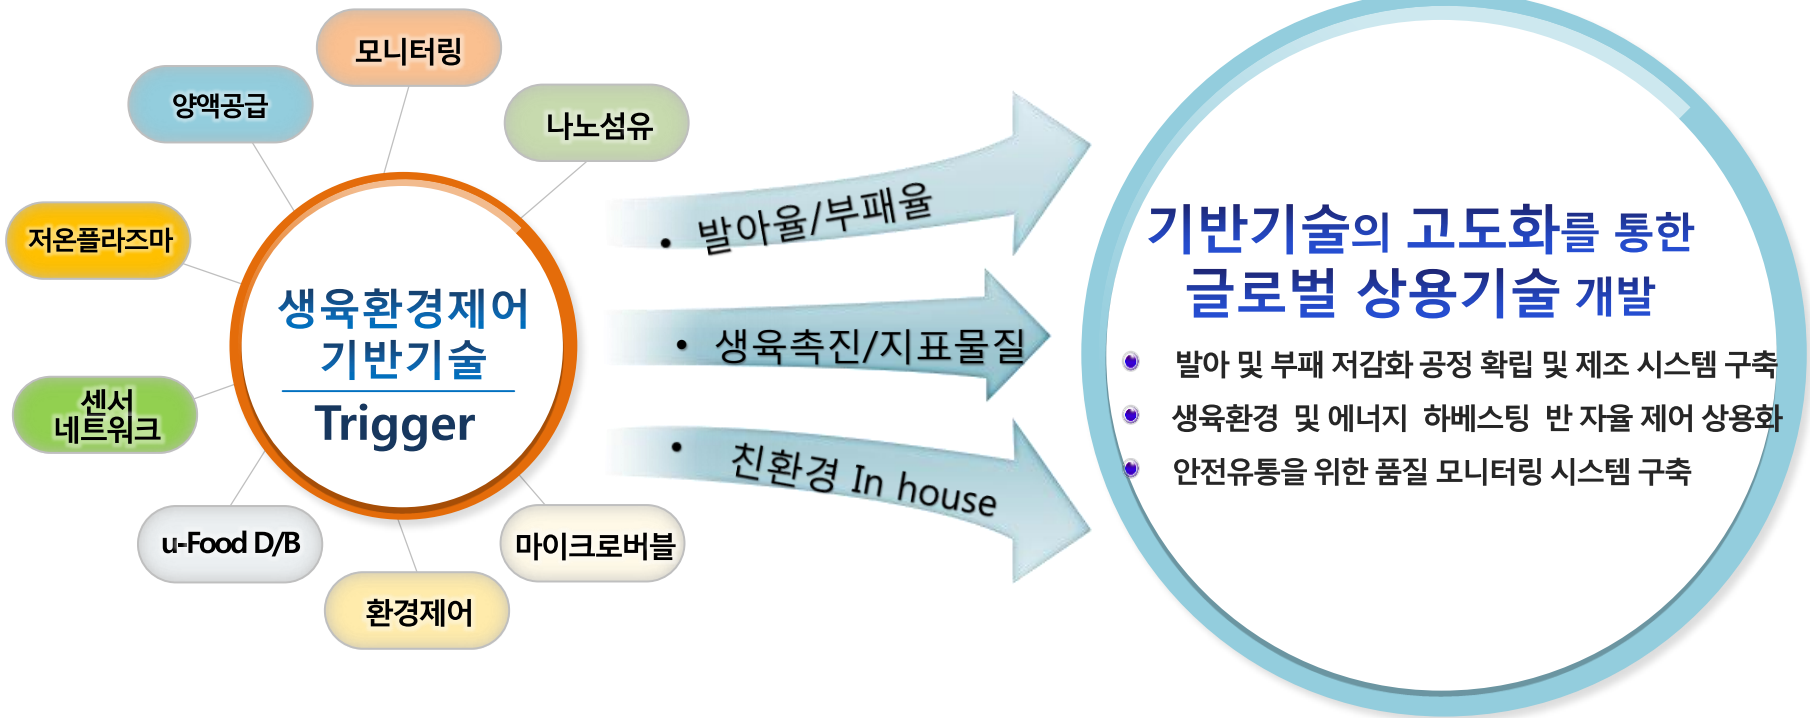 모니터링
양액공급
나노섬유
저온플라즈마
생육환경제어
기반기술
Trigger
센서
네트워크
u-Food D/B
마이크로버블
환경제어
• 발아율/부패율
• 생육촉진/지표물질
• 친환경 In house
기반기술의 고도화를 통한
글로벌 상용기술 개발
발아 및 부패 저감화 공정 확립 및 제조 시스템 구축
생육환경 및 에너지 하베스팅 반 자율 제어 상용화
안전유통을 위한 품질 모니터링 시스템 구축